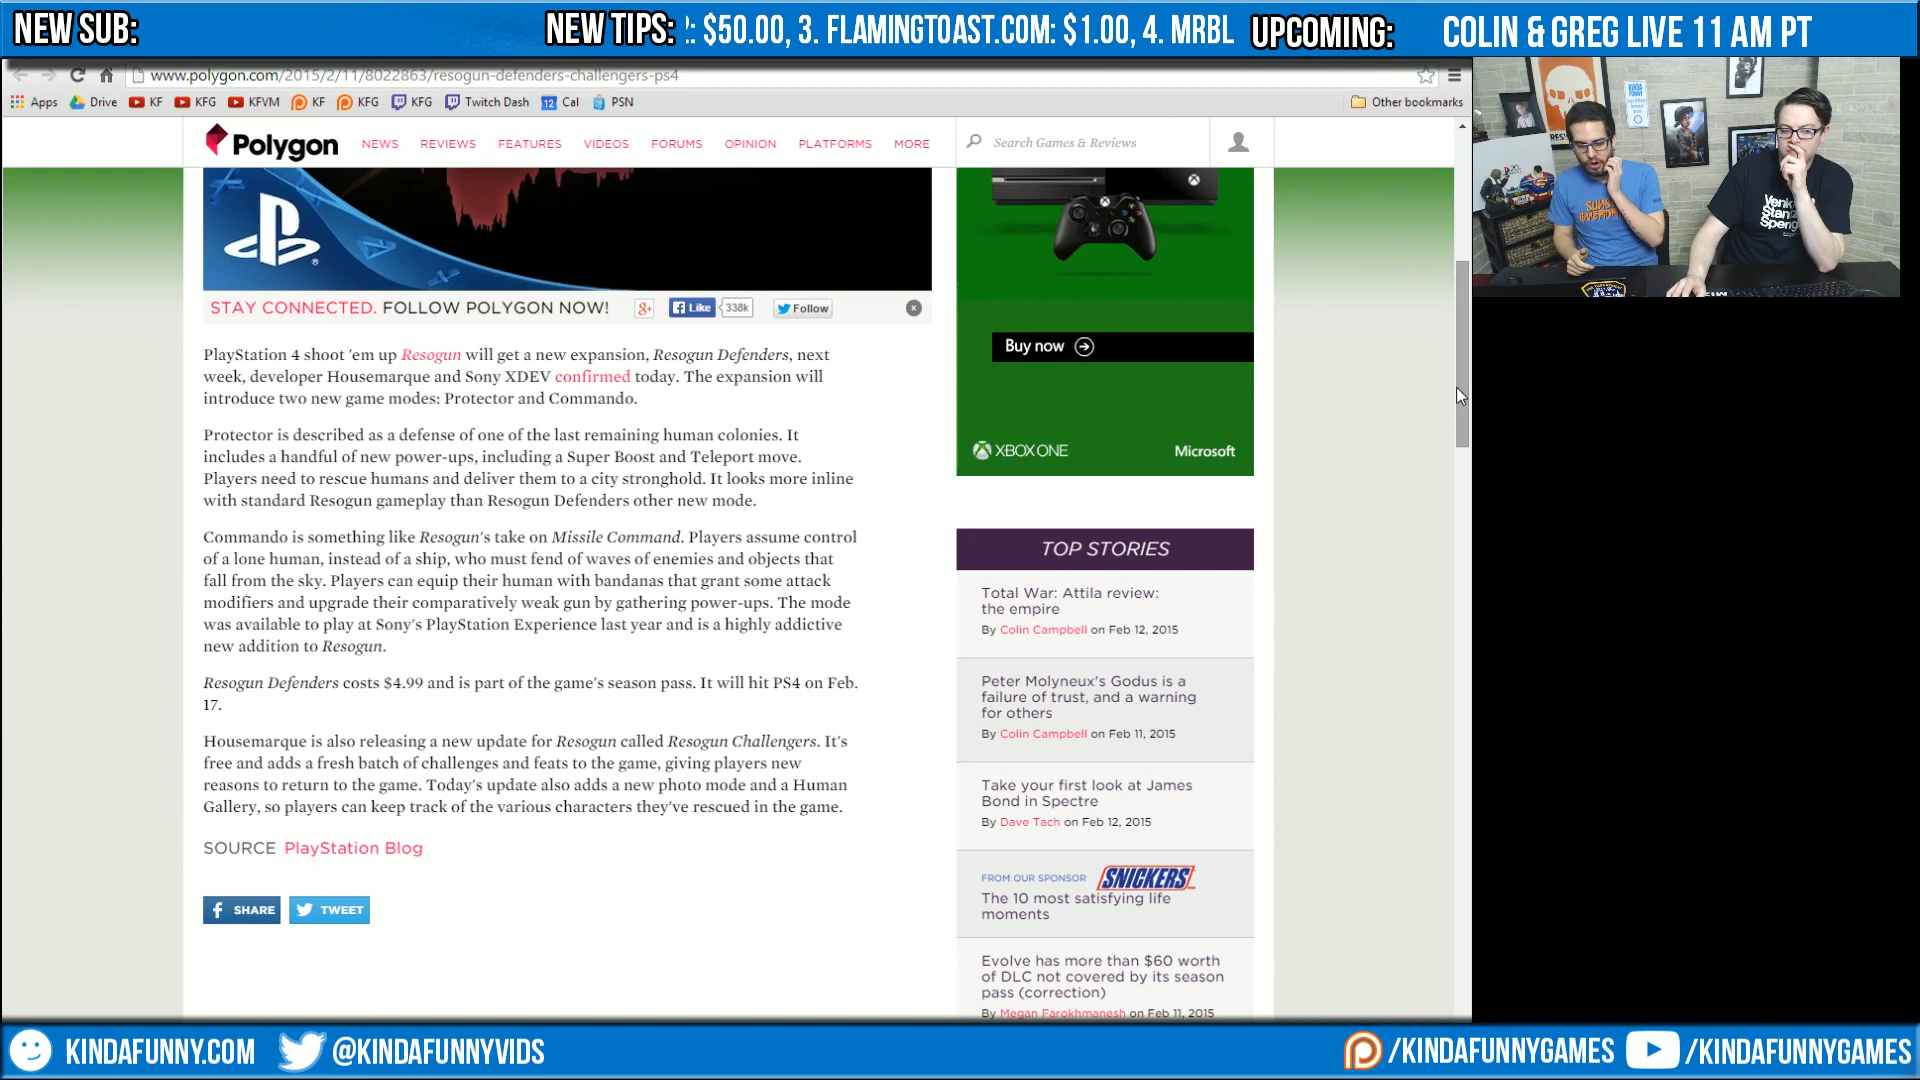 NEW SUB:
NEW TIPS: : $50.00, 3. FLAMINGTOAST.COM: $1.00, 4. MRBL
UPCOMING: COLIN & GREG LIVE 11 AM PT
www.polygon.com/2015/2/11/8022863/resogun-defenders-challengers-ps4
Apps Drive KF KFG KFVM KF KFG KFG Twitch Dash 12 Cal PSN Other bookmarks
Polygon NEWS REVIEWS FEATURES VIDEOS FORUMS OPINION PLATFORMS MORE Search Games & Reviews
STAY CONNECTED. FOLLOW POLYGON NOW! g+ Like 338k Follow
PlayStation 4 shoot 'em up Resogun will get a new expansion, Resogun Defenders, next
week, developer Housemarque and Sony XDEV confirmed today. The expansion will
introduce two new game modes: Protector and Commando.
Protector is described as a defense of one of the last remaining human colonies. It
includes a handful of new power-ups, including a Super Boost and Teleport move.
Players need to rescue humans and deliver them to a city stronghold. It looks more inline
with standard Resogun gameplay than Resogun Defenders other new mode.
Commando is something like Resogun's take on Missile Command. Players assume control
of a lone human, instead of a ship, who must fend of waves of enemies and objects that
fall from the sky. Players can equip their human with bandanas that grant some attack
modifiers and upgrade their comparatively weak gun by gathering power-ups. The mode
was available to play at Sony's PlayStation Experience last year and is a highly addictive
new addition to Resogun.
Resogun Defenders costs $4.99 and is part of the game's season pass. It will hit PS4 on Feb.
17.
Housemarque is also releasing a new update for Resogun called Resogun Challengers. It's
free and adds a fresh batch of challenges and feats to the game, giving players new
reasons to return to the game. Today's update also adds a new photo mode and a Human
Gallery, so players can keep track of the various characters they've rescued in the game.
SOURCE PlayStation Blog
SHARE TWEET
Buy now
XBOX ONE Microsoft
TOP STORIES
Total War: Attila review:
the empire
By Colin Campbell on Feb 12, 2015
Peter Molyneux's Godus is a
failure of trust, and a warning
for others
By Colin Campbell on Feb 11, 2015
Take your first look at James
Bond in Spectre
By Dave Tach on Feb 12, 2015
FROM OUR SPONSOR SNICKERS
The 10 most satisfying life
moments
Evolve has more than $60 worth
of DLC not covered by its season
pass (correction)
By Megan Farokhmanesh on Feb 11, 2015
KINDAFUNNY.COM @KINDAFUNNYVIDS /KINDAFUNNYGAMES /KINDAFUNNYGAMES